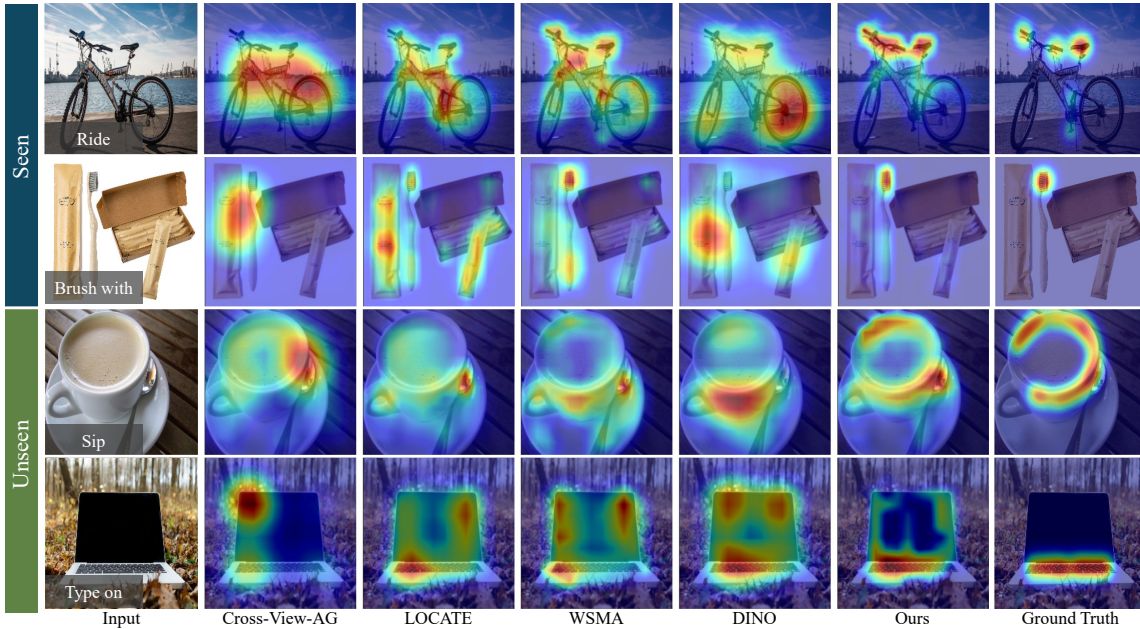 Seen
Ride
Brush with
Unseen
Sip
Type on
Input
Cross-View-AG
LOCATE
WSMA
DINO
Ours
Ground Truth